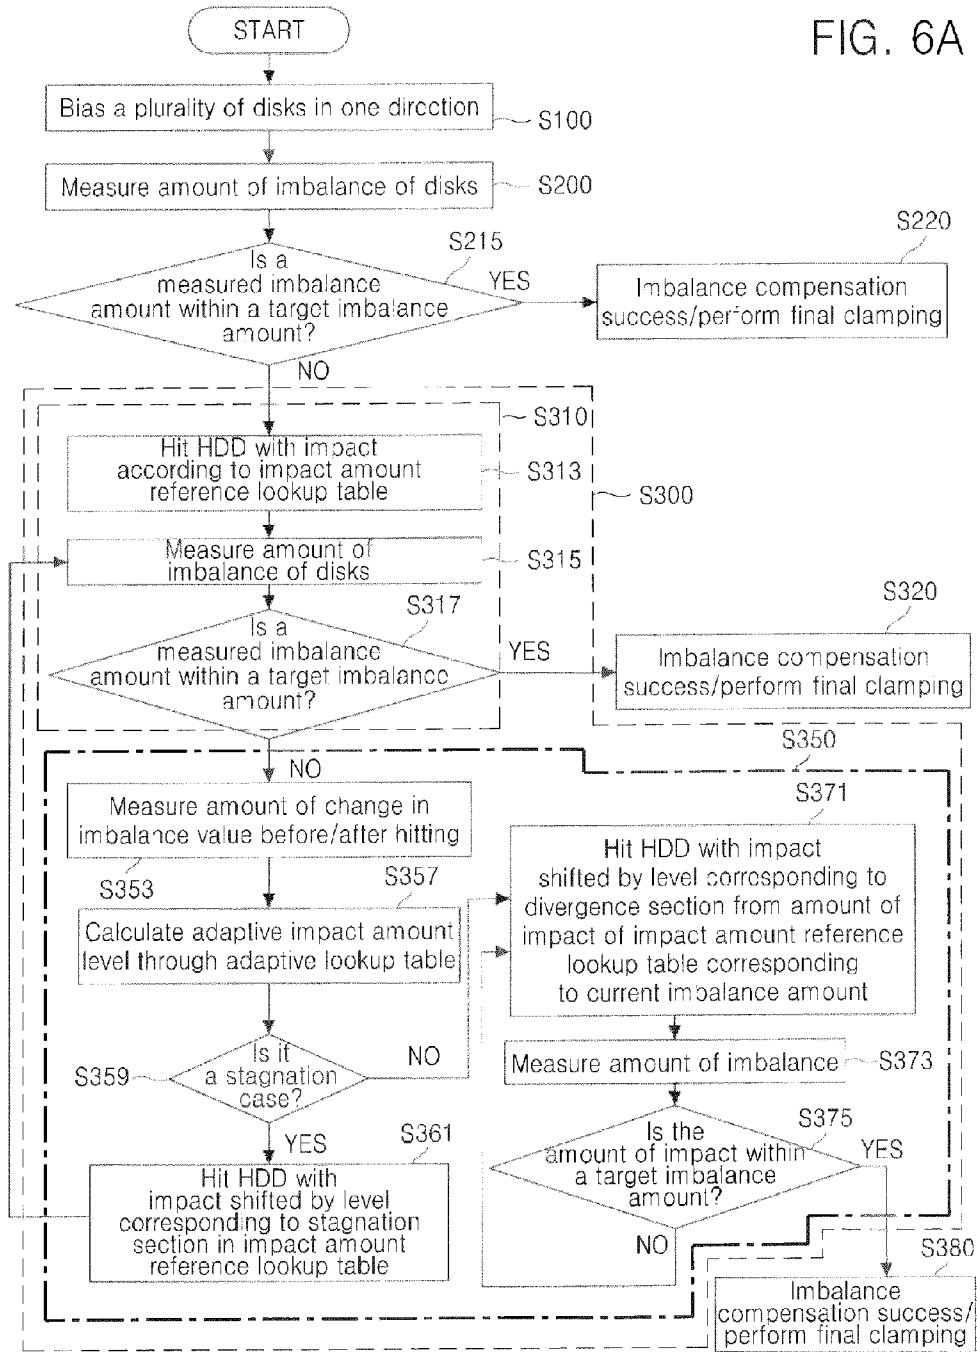 START
FIG. 6A
Bias a plurality of disks in one direction
S100
Measure amount of imbalance of disks
S200
S215
Is a
measured imbalance
amount within a target imbalance
amount?
YES
S220
Imbalance compensation
success/perform final clamping
NO
S310
Hit HDD with impact
according to impact amount
reference lookup table
S313
S300
Measure amount of
imbalance of disks
S315
S317
Is a
measured imbalance
amount within a target imbalance
amount?
YES
S320
Imbalance compensation
success/perform final clamping
S350
NO
Measure amount of change in
imbalance value before/after hitting
S353
S357
Calculate adaptive impact amount
level through adaptive lookup table
S359
Is it
a stagnation
case?
NO
YES
S361
Hit HDD with
impact shifted by level
corresponding to stagnation
section in impact amount
reference lookup table
S371
Hit HDD with impact
shifted by level corresponding to
divergence section from amount of
impact of impact amount reference
lookup table corresponding
to current imbalance amount
Measure amount of imbalance
S373
S375
Is the
amount of impact within
a target imbalance
amount?
YES
NO
S380
Imbalance
compensation success/
perform final clamping